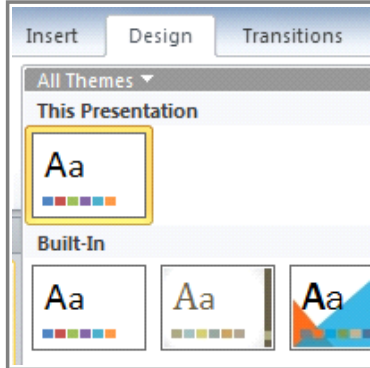 Insert Design Transitions
All Themes
This Presentation
Aa
Built-In
Aa Aa Aa